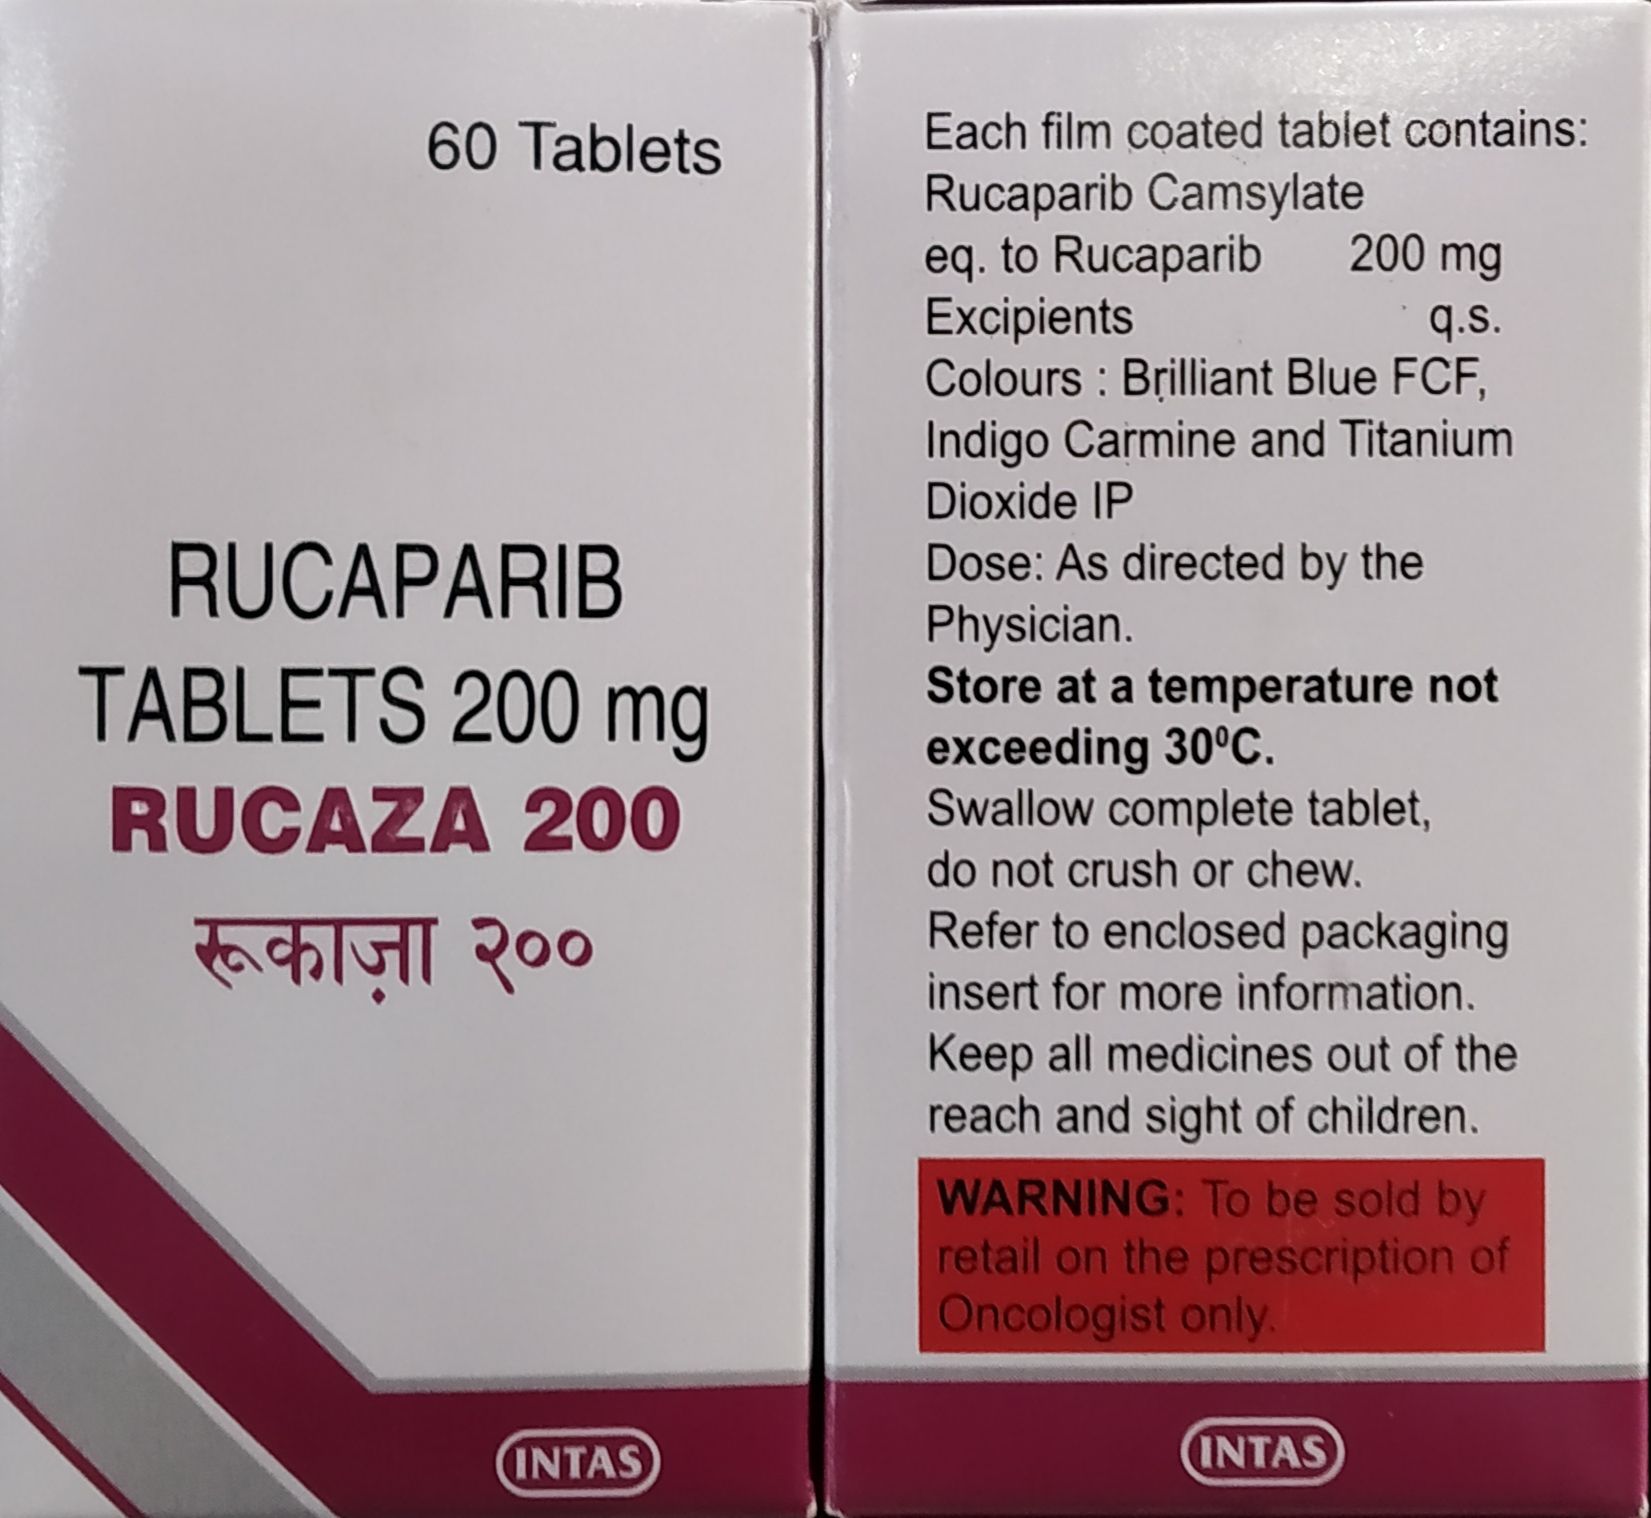 60 Tablets
RUCAPARIB
TABLETS 200 mg
RUCAZA 200
रूकाज़ा २००
INTAS
Each film coated tablet contains:
Rucaparib Camsylate
eq. to Rucaparib 200 mg
Excipients q.s.
Colours : Brilliant Blue FCF,
Indigo Carmine and Titanium
Dioxide IP
Dose: As directed by the
Physician.
Store at a temperature not
exceeding 30⁰C.
Swallow complete tablet,
do not crush or chew.
Refer to enclosed packaging
insert for more information.
Keep all medicines out of the
reach and sight of children.
WARNING: To be sold by
retail on the prescription of
Oncologist only.
INTAS